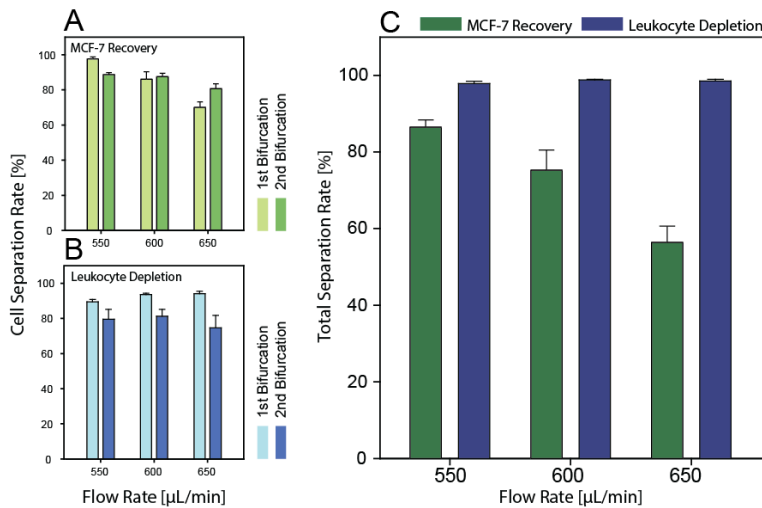 A
MCF-7 Recovery
100
80
60
40
20
0
550
600
650
1st Bifurcation
2nd Bifurcation
B
Leukocyte Depletion
100
80
60
40
20
0
550
600
650
1st Bifurcation
2nd Bifurcation
Cell Separation Rate [%]
Flow Rate [µL/min]
C
MCF-7 Recovery
Leukocyte Depletion
Total Separation Rate [%]
100
80
60
40
20
0
550
600
650
Flow Rate [µL/min]